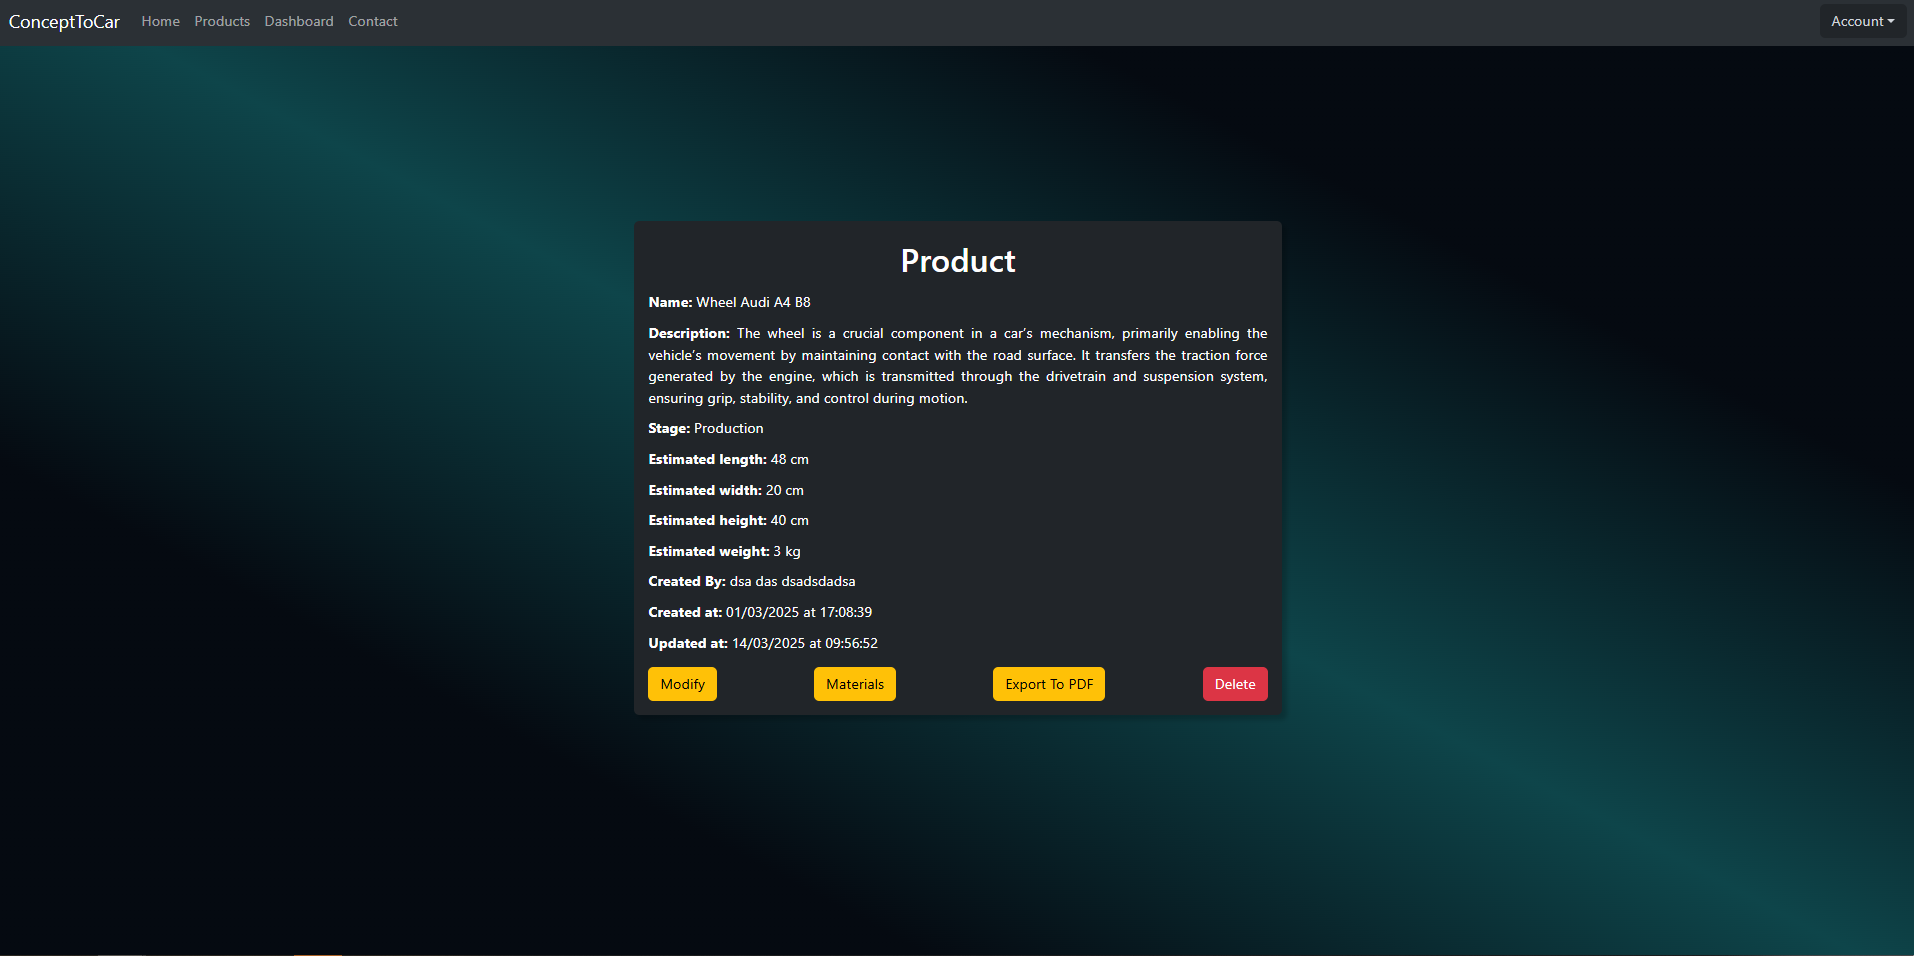 ConceptToCar Home Products Dashboard Contact Account
Product
Name: Wheel Audi A4 B8
Description: The wheel is a crucial component in a car’s mechanism, primarily enabling the
vehicle’s movement by maintaining contact with the road surface. It transfers the traction force
generated by the engine, which is transmitted through the drivetrain and suspension system,
ensuring grip, stability, and control during motion.
Stage: Production
Estimated length: 48 cm
Estimated width: 20 cm
Estimated height: 40 cm
Estimated weight: 3 kg
Created By: dsa das dsadsdadsa
Created at: 01/03/2025 at 17:08:39
Updated at: 14/03/2025 at 09:56:52
Modify Materials Export To PDF Delete